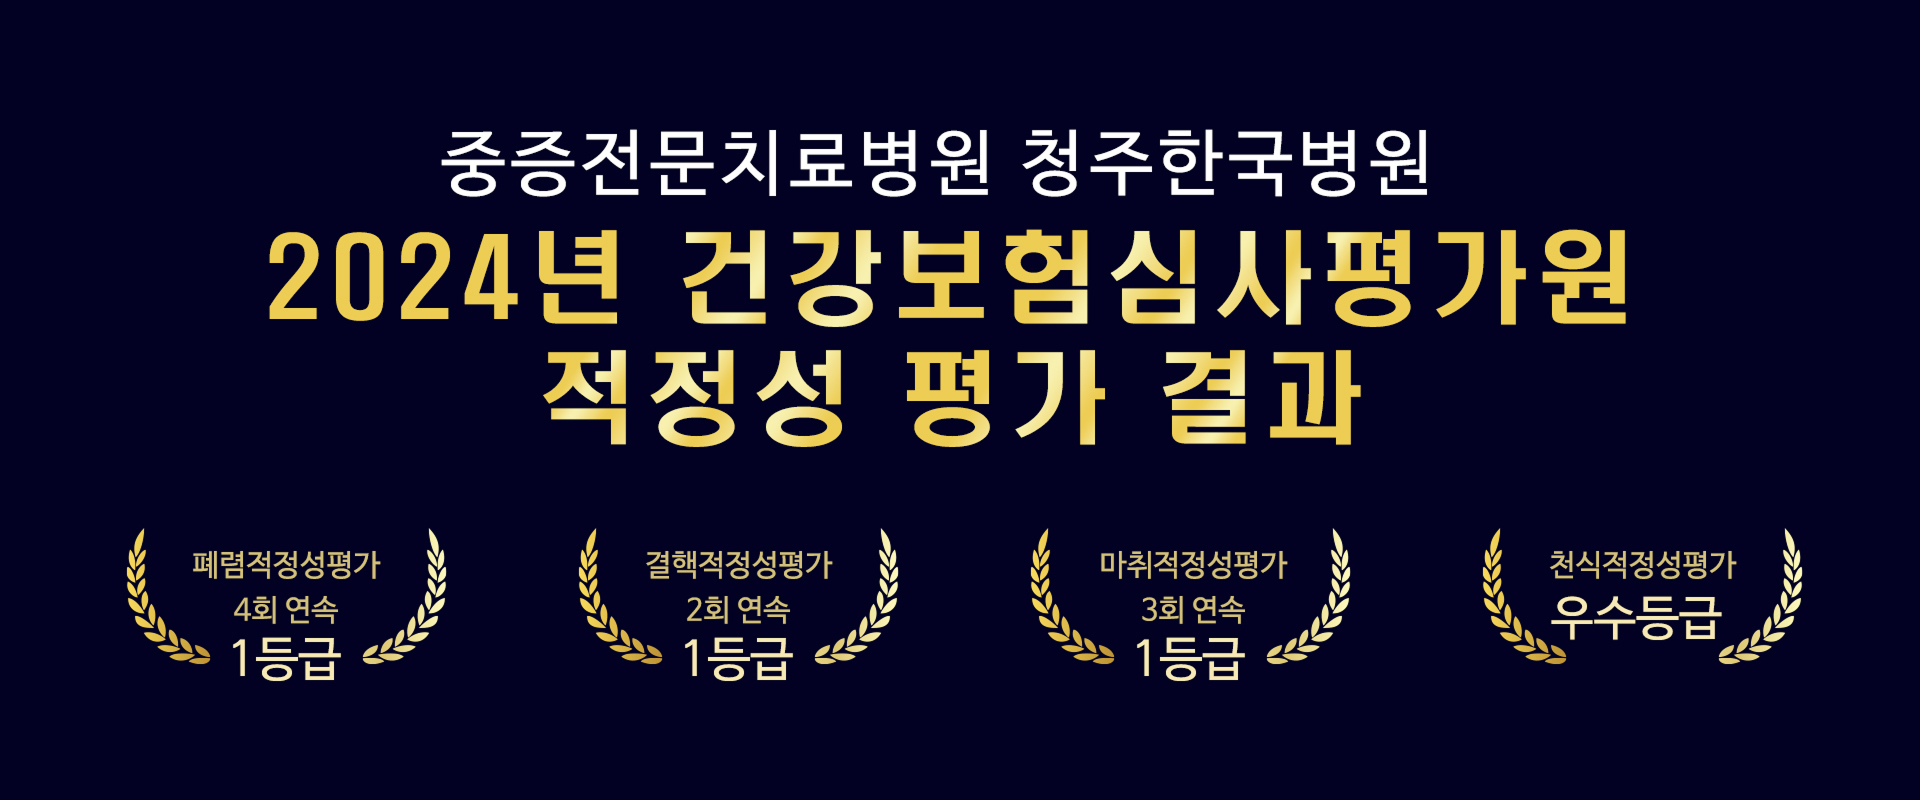 중증전문치료병원 청주한국병원
2024년 건강보험심사평가원
적정성 평가 결과
폐렴적정성평가
4회 연속
1등급
결핵적정성평가
2회 연속
1등급
마취적정성평가
3회 연속
1등급
천식적정성평가
우수등급